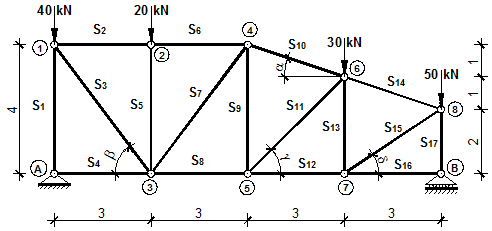 40 kN 20 kN
30 kN
50 kN
S2 S6 S10
1 2 4 6 8
α
S14
S3 S7 S11
S1 S5 S9 S13 S15 S17
β γ δ
S4 S8 S12 S16
A 3 5 7 B
4 1 1 2
3 3 3 3